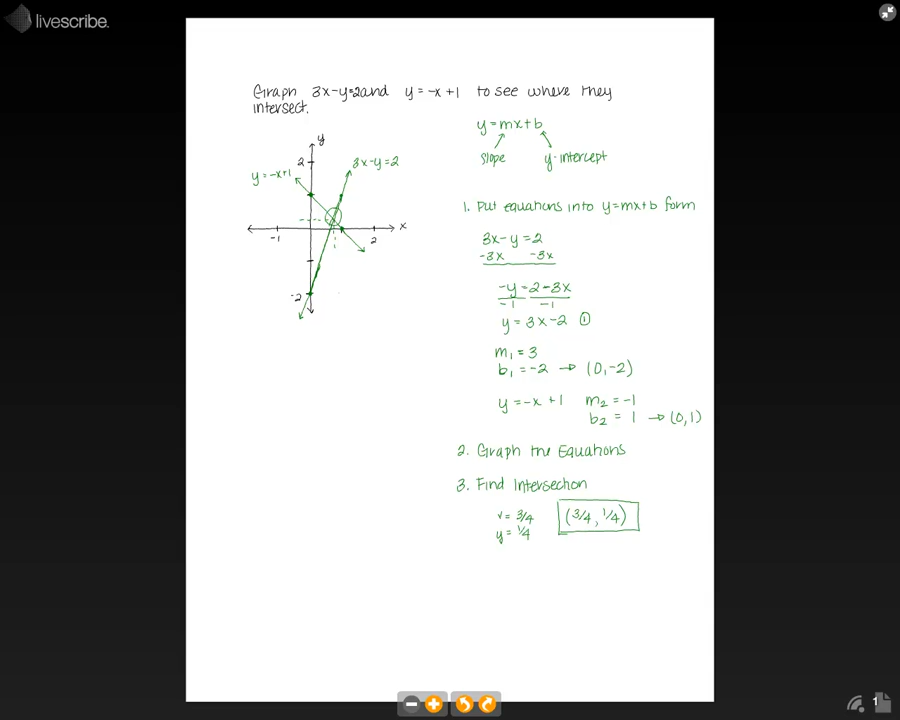 livescribe.
Graph 3x-y=2 and y = -x +1 to see where they
intersect.
y = mx + b
slope
y-intercept
y
2
3x-y=2
y=-x+1
x
-1
2
-2
1. Put equations into y=mx+b form
3x - y = 2
-3x -3x
-y = 2 - 3x
-1 -1
y = 3x - 2 ①
m₁ = 3
b₁ = -2 → (0, -2)
y = -x + 1 m₂ = -1
b₂ = 1 → (0,1)
2. Graph the Equations
3. Find Intersection
x = 3/4 (3/4, 1/4)
y = 1/4
1